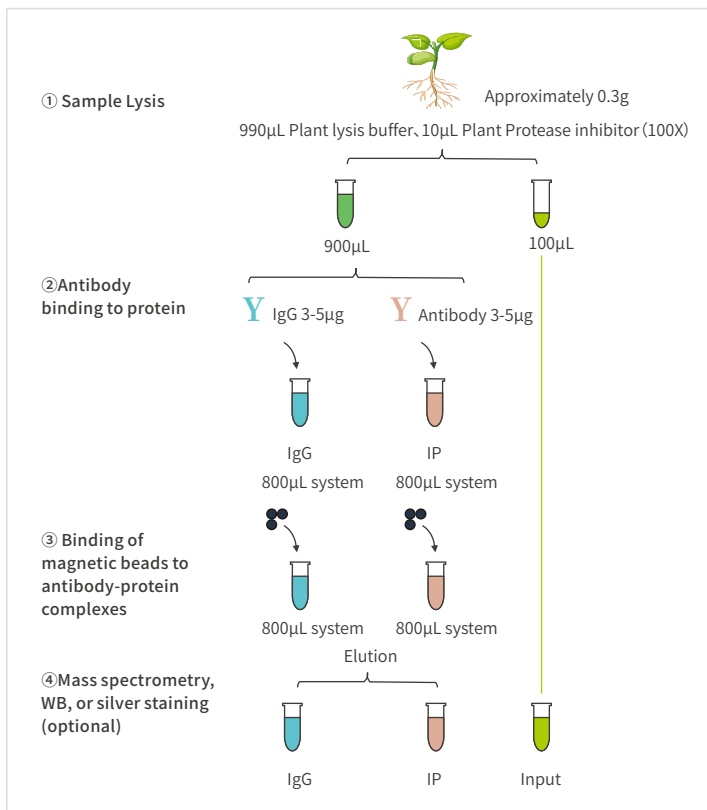 ① Sample Lysis
Approximately 0.3g
990μL Plant lysis buffer、10μL Plant Protease inhibitor (100X)
900μL
100μL
②Antibody
binding to protein
Y IgG 3-5μg
Y Antibody 3-5μg
IgG
IP
800μL system
800μL system
③ Binding of
magnetic beads to
antibody-protein
complexes
800μL system
800μL system
Elution
④Mass spectrometry,
WB, or silver staining
(optional)
IgG
IP
Input